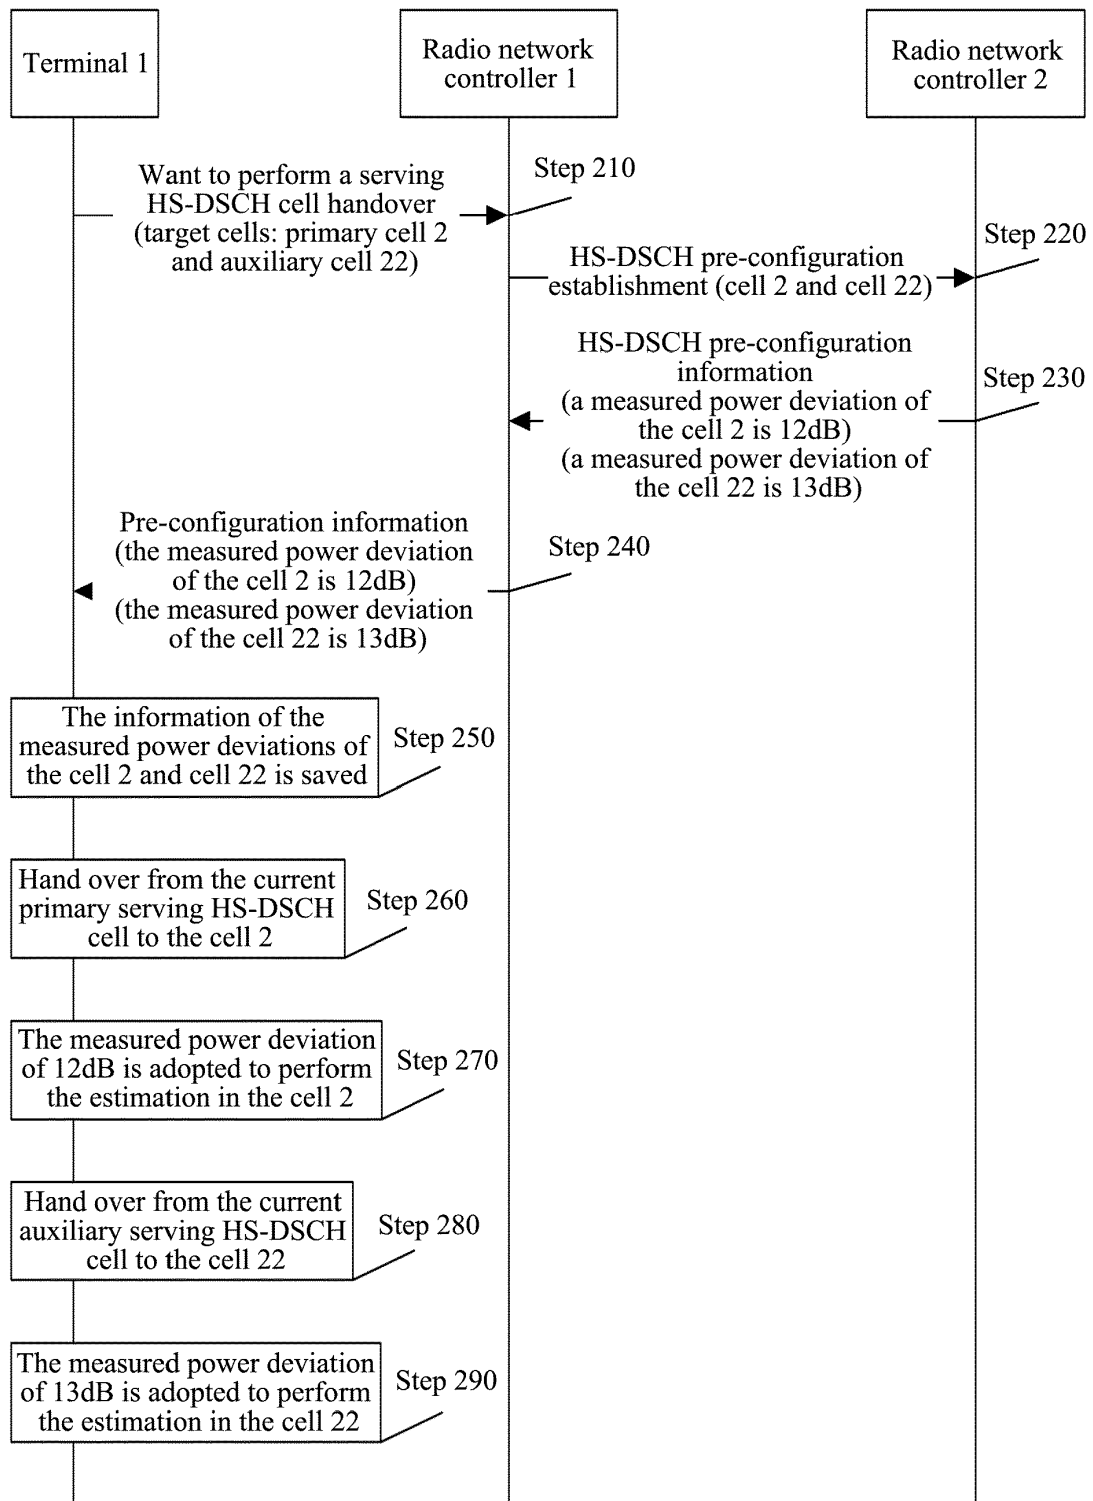 Terminal 1
Radio network
controller 1
Radio network
controller 2
Want to perform a serving
HS-DSCH cell handover
(target cells: primary cell 2
and auxiliary cell 22)
Step 210
HS-DSCH pre-configuration
establishment (cell 2 and cell 22)
Step 220
HS-DSCH pre-configuration
information
(a measured power deviation of
the cell 2 is 12dB)
(a measured power deviation of
the cell 22 is 13dB)
Step 230
Pre-configuration information
(the measured power deviation
of the cell 2 is 12dB)
(the measured power deviation
of the cell 22 is 13dB)
Step 240
The information of the
measured power deviations of
the cell 2 and cell 22 is saved
Step 250
Hand over from the current
primary serving HS-DSCH
cell to the cell 2
Step 260
The measured power deviation
of 12dB is adopted to perform
the estimation in the cell 2
Step 270
Hand over from the current
auxiliary serving HS-DSCH
cell to the cell 22
Step 280
The measured power deviation
of 13dB is adopted to perform
the estimation in the cell 22
Step 290